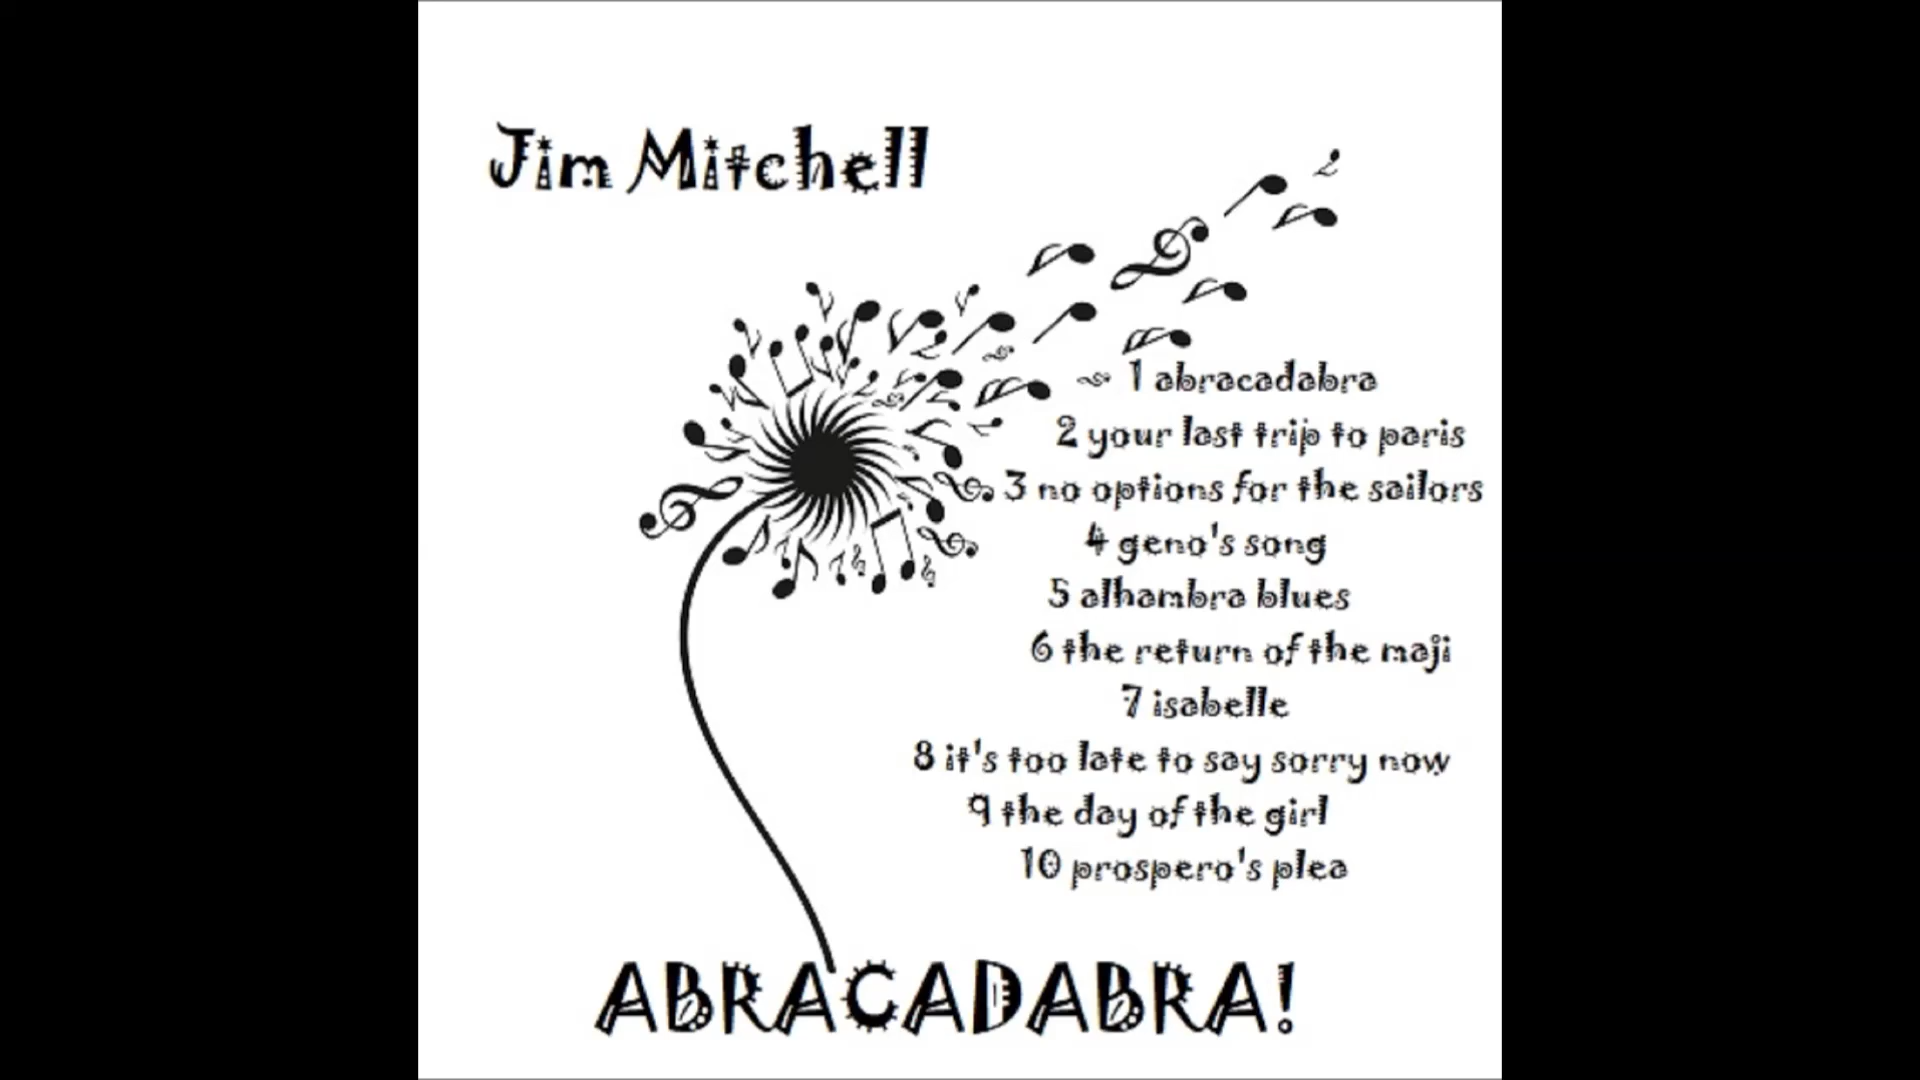 Jim Mitchell
1 abracadabra
2 your last trip to paris
3 no options for the sailors
4 geno's song
5 alhambra blues
6 the return of the maji
7 isabelle
8 it's too late to say sorry now
9 the day of the girl
10 prospero's plea
ABRACADABRA!